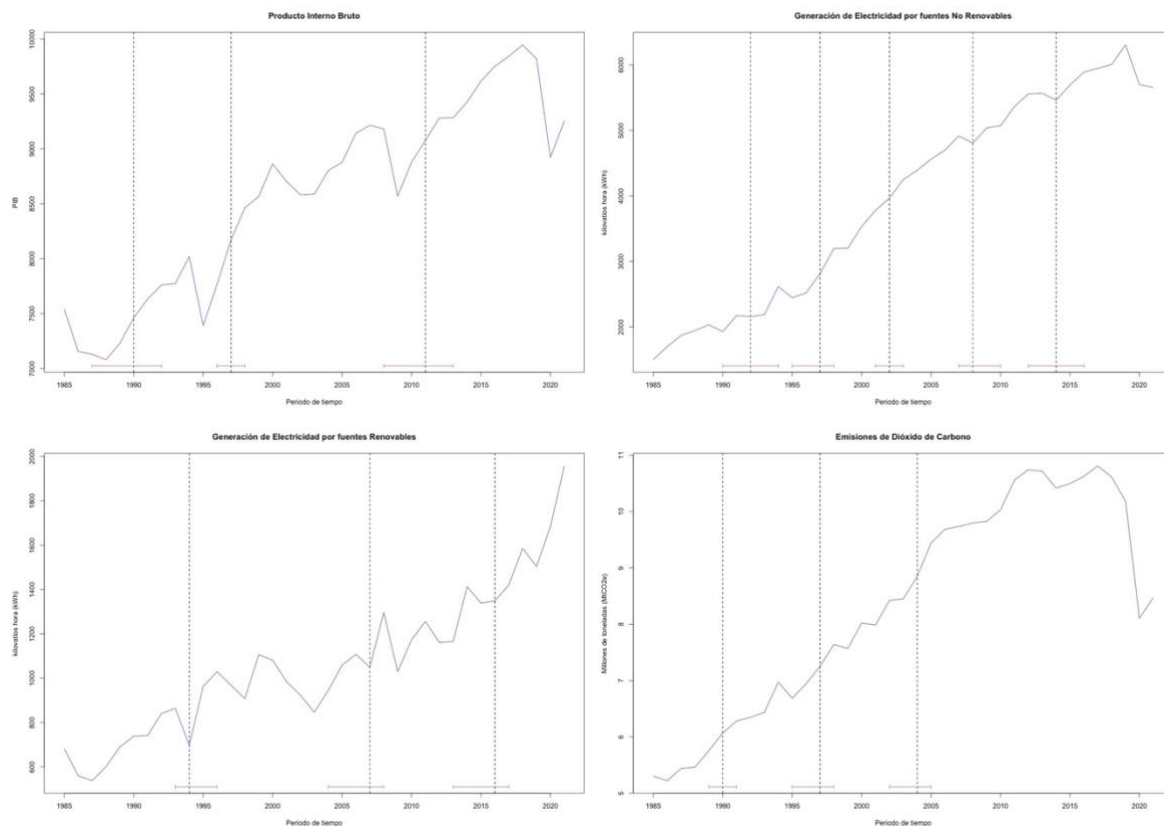 Producto Interno Bruto
PIB
10000
9500
9000
8500
8000
7500
7000
1985 1990 1995 2000 2005 2010 2015 2020
Periodo de tiempo
Generación de Electricidad por fuentes No Renovables
kilovatios hora (kWh)
6000
5000
4000
3000
2000
1985 1990 1995 2000 2005 2010 2015 2020
Periodo de tiempo
Generación de Electricidad por fuentes Renovables
kilovatios hora (kWh)
2000
1800
1600
1400
1200
1000
800
600
1985 1990 1995 2000 2005 2010 2015 2020
Periodo de tiempo
Emisiones de Dióxido de Carbono
Millones de toneladas (MtCO2e)
11
10
9
8
7
6
5
1985 1990 1995 2000 2005 2010 2015 2020
Periodo de tiempo